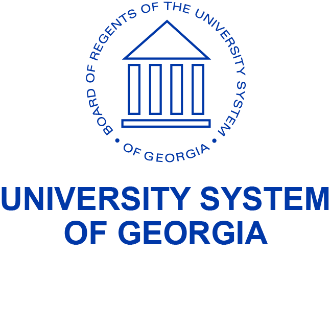 BOARD OF REGENTS OF THE UNIVERSITY SYSTEM
• OF GEORGIA •
UNIVERSITY SYSTEM
OF GEORGIA